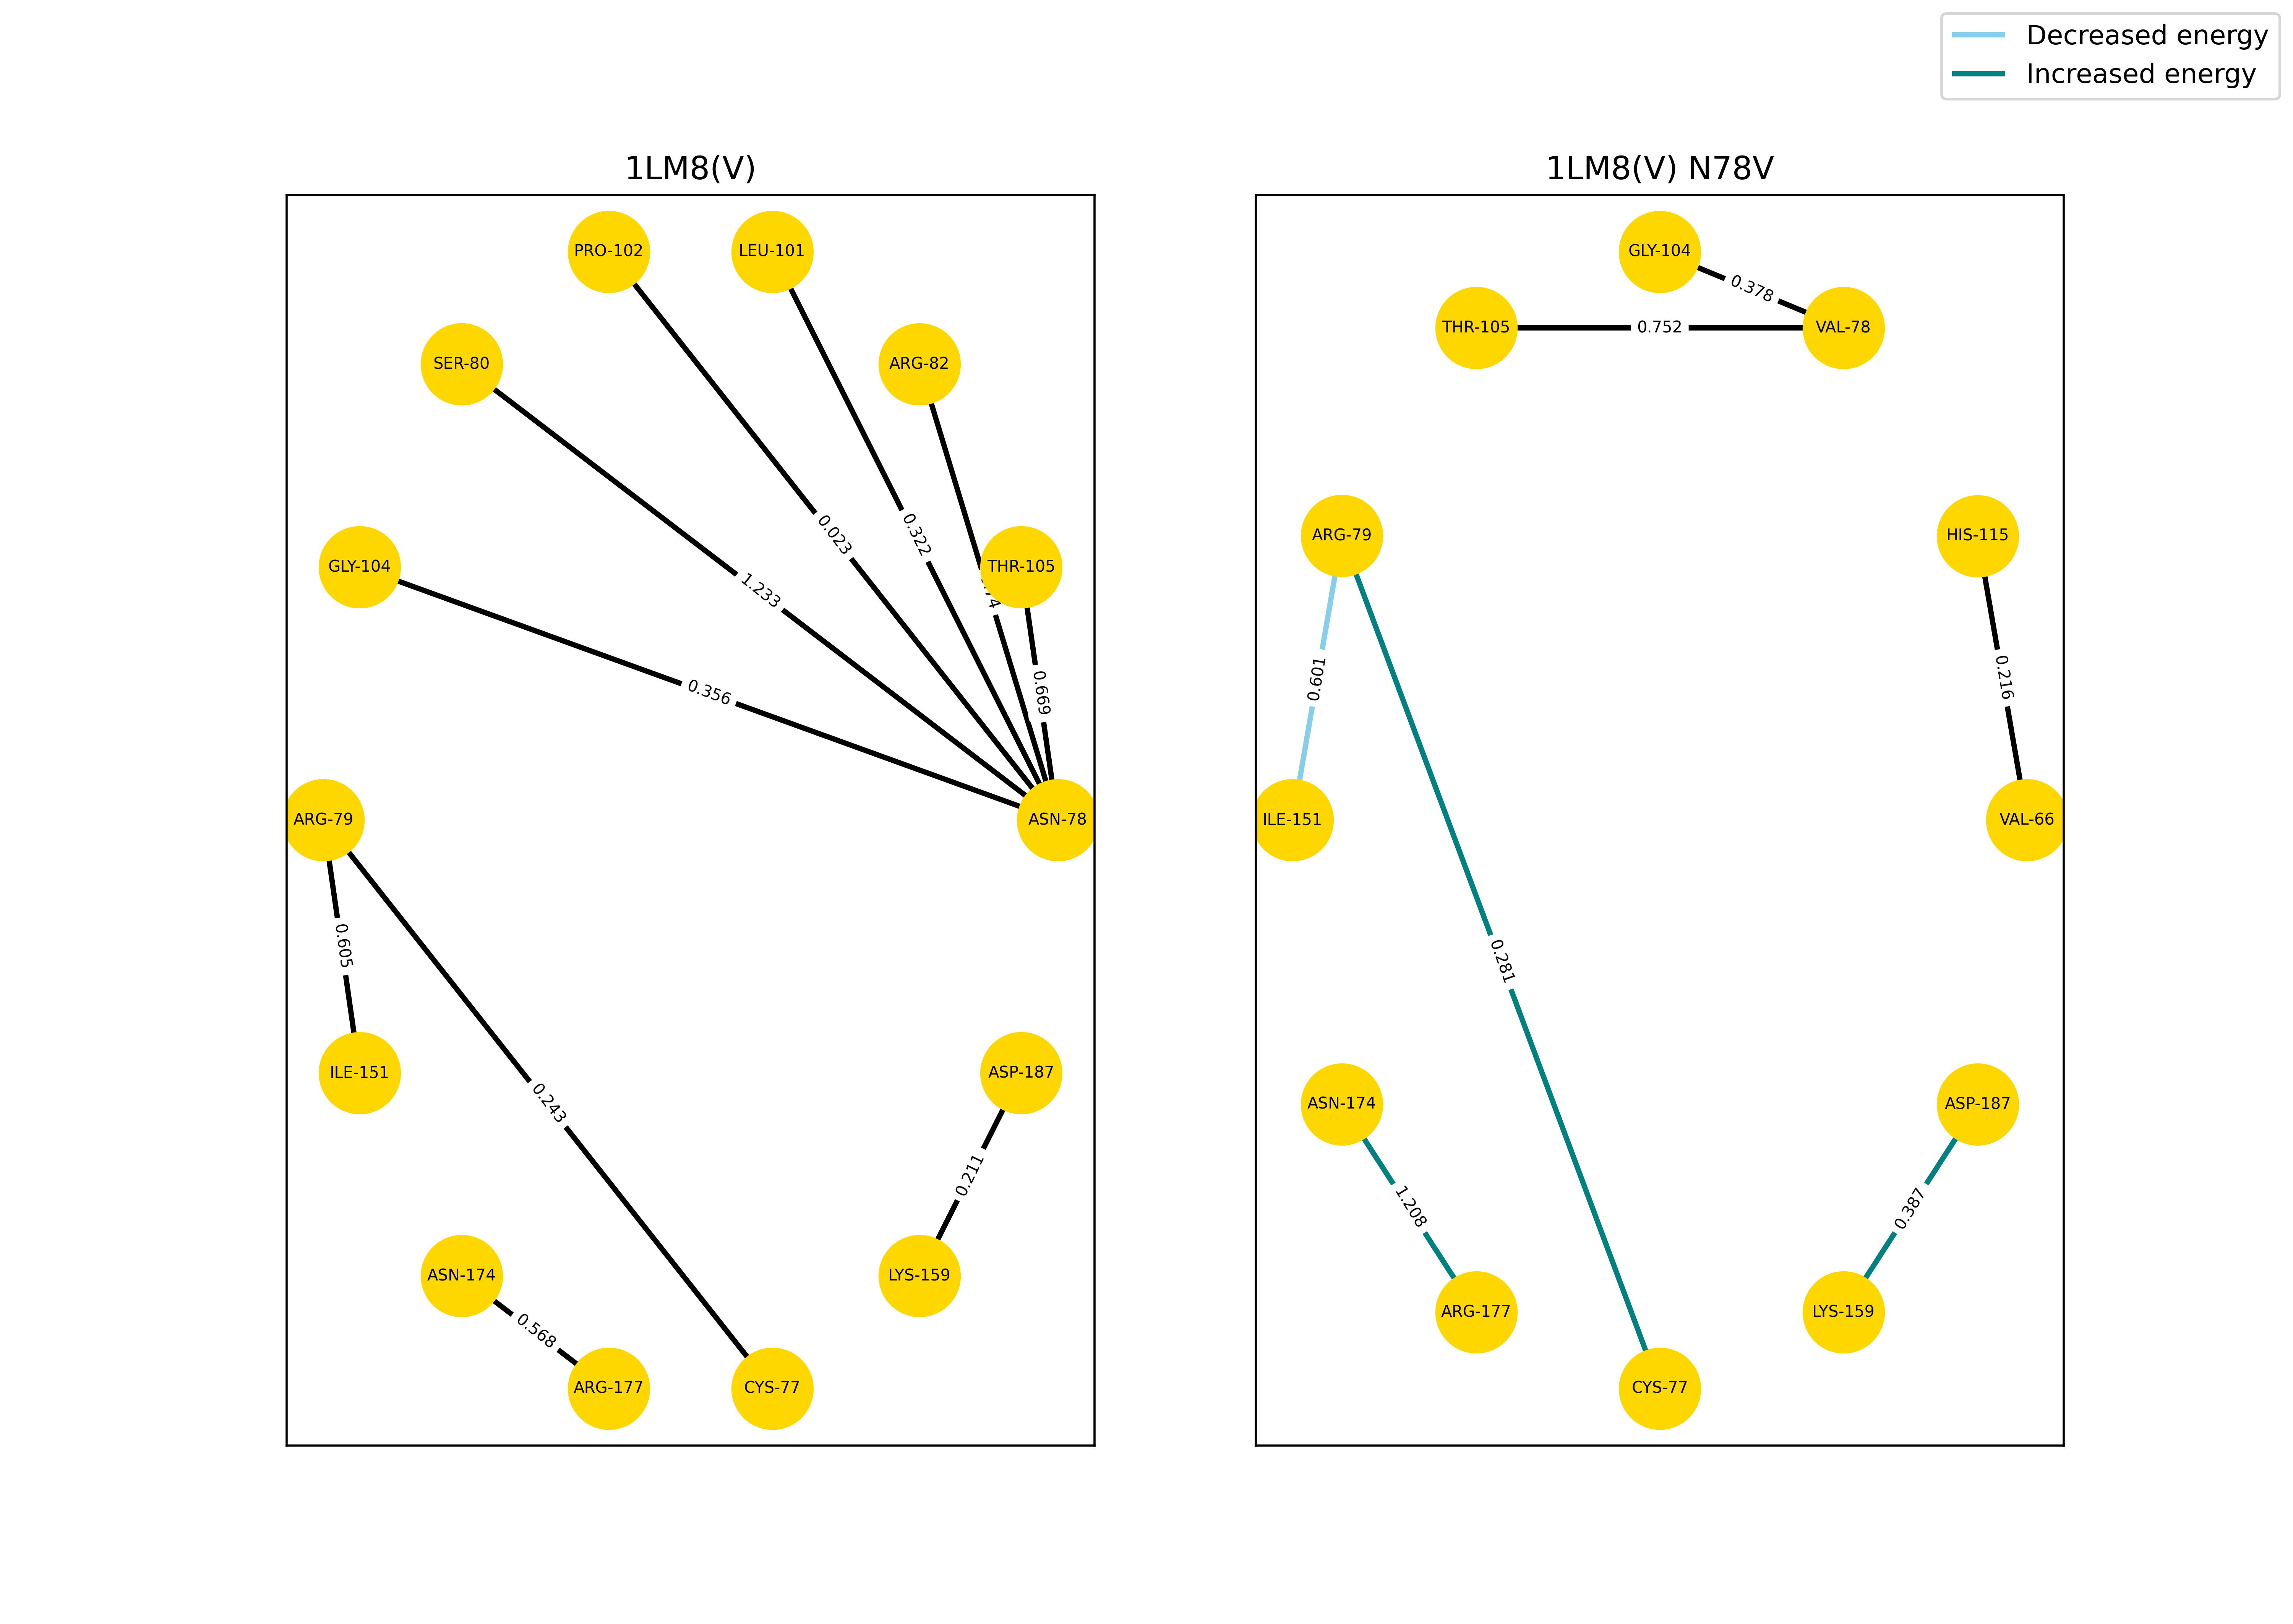 Decreased energy
Increased energy
1LM8(V)
PRO-102
LEU-101
SER-80
ARG-82
GLY-104
THR-105
0.023
0.322
1.233
0.356
0.669
ARG-79
ASN-78
0.605
ILE-151
ASP-187
0.243
0.211
ASN-174
LYS-159
0.568
ARG-177
CYS-77
1LM8(V) N78V
GLY-104
0.378
THR-105
0.752
VAL-78
ARG-79
HIS-115
0.601
0.216
ILE-151
VAL-66
0.281
ASN-174
ASP-187
1.208
0.387
ARG-177
LYS-159
CYS-77